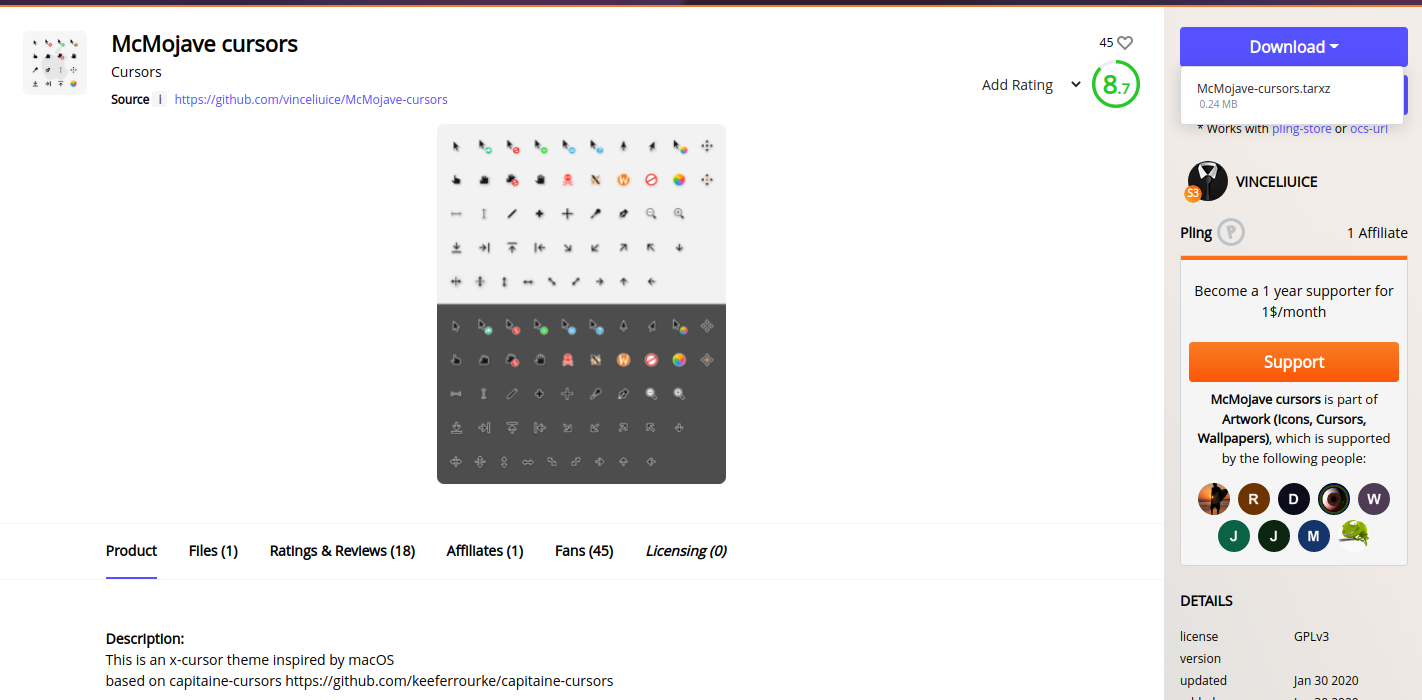 McMojave cursors
Cursors
Source
https://github.com/vinceliuice/McMojave-cursors
45
Add Rating
8.7
Product
Files (1)
Ratings & Reviews (18)
Affiliates (1)
Fans (45)
Licensing (0)
Description:
This is an x-cursor theme inspired by macOS
based on capitaine-cursors https://github.com/keeferrourke/capitaine-cursors
Download
McMojave-cursors.tarxz
0.24 MB
* Works with pling-store or ocs-url
S3
VINCELIUICE
Pling
P
1 Affiliate
Become a 1 year supporter for
1$/month
Support
McMojave cursors is part of
Artwork (Icons, Cursors,
Wallpapers), which is supported
by the following people:
R D W
J J M
DETAILS
license GPLv3
version
updated Jan 30 2020